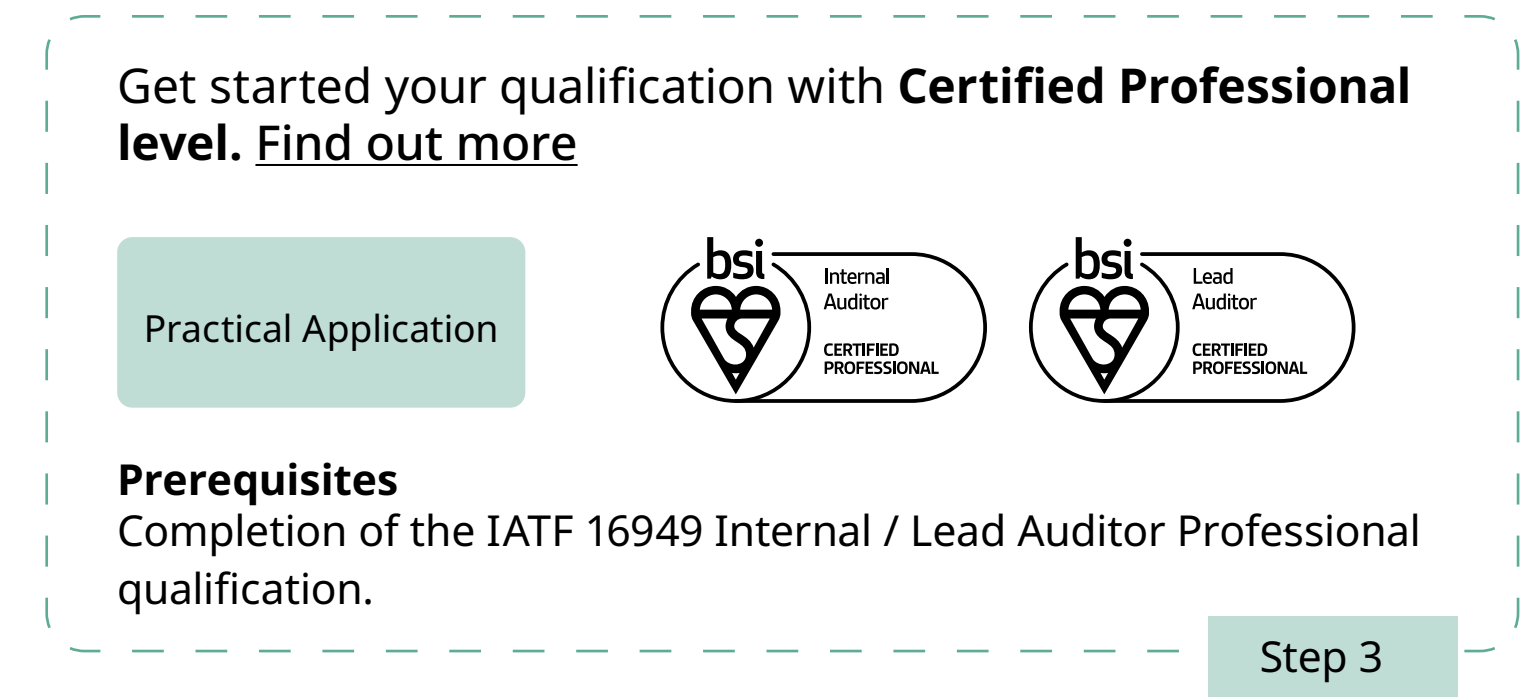 Get started your qualification with Certified Professional
level. Find out more
Practical Application
bsi
Internal
Auditor
CERTIFIED
PROFESSIONAL
bsi
Lead
Auditor
CERTIFIED
PROFESSIONAL
Prerequisites
Completion of the IATF 16949 Internal / Lead Auditor Professional
qualification.
Step 3